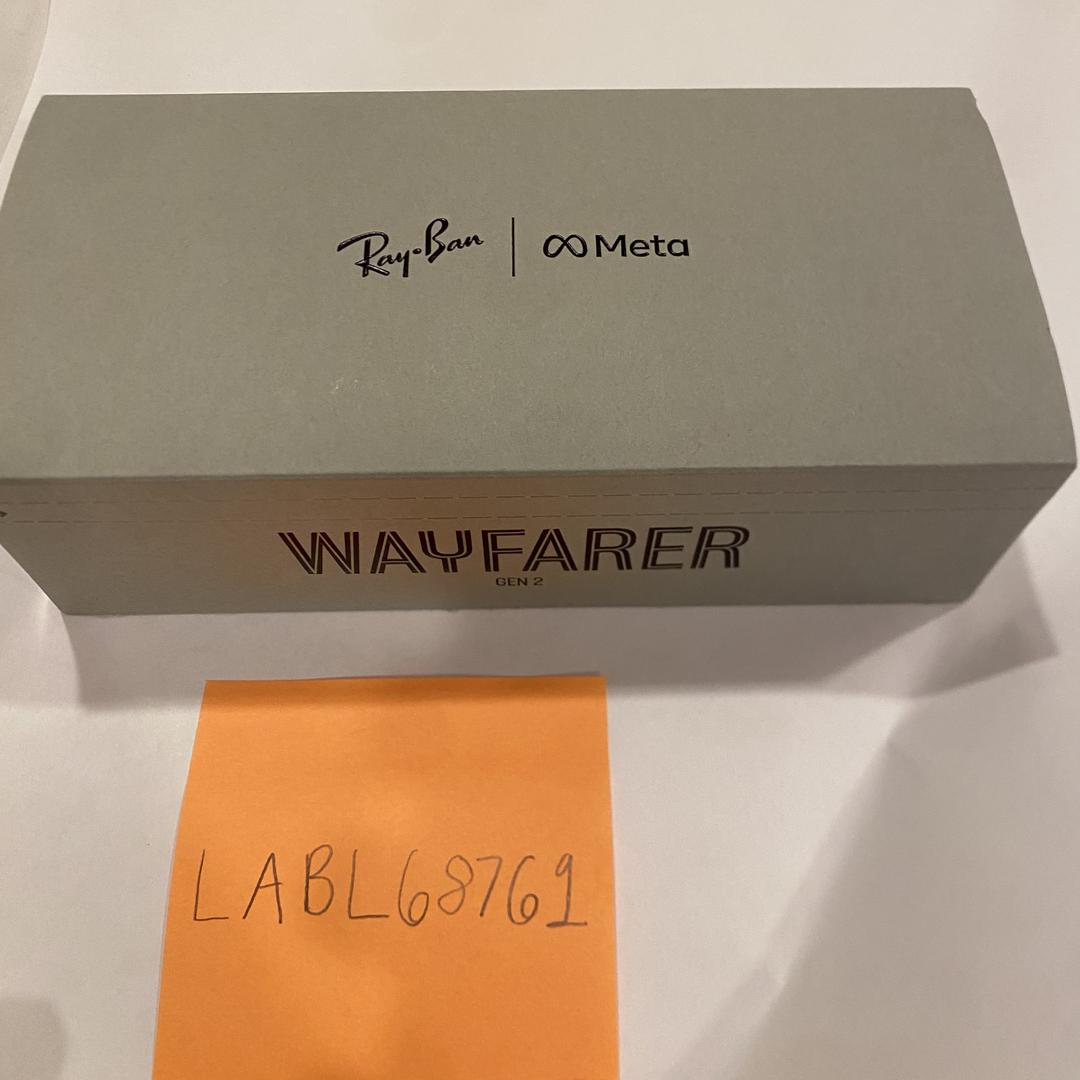 Ray-Ban | Meta
WAYFARER
GEN 2
LABL68761